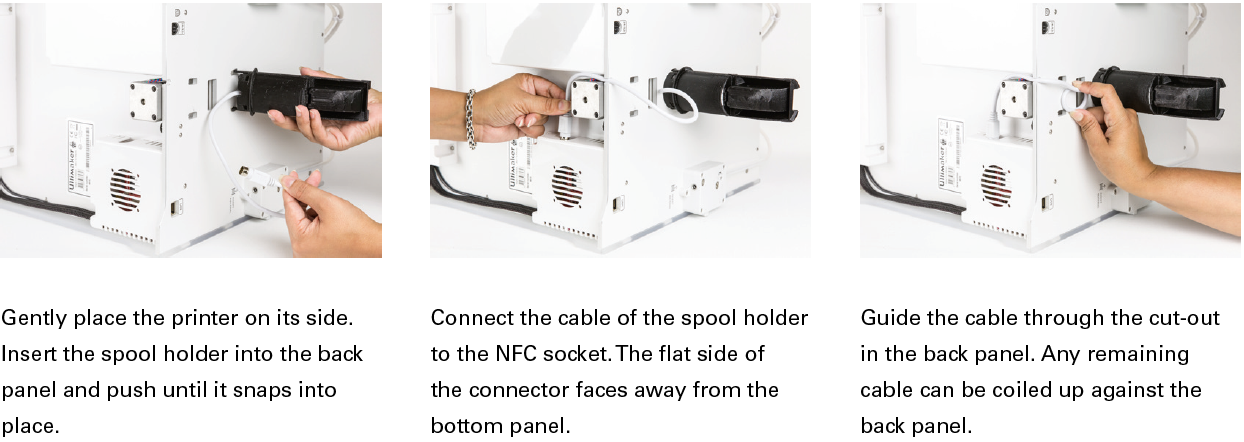 Ultimaker
Ultimaker
Ultimaker
Gently place the printer on its side.
Insert the spool holder into the back
panel and push until it snaps into
place.
Connect the cable of the spool holder
to the NFC socket. The flat side of
the connector faces away from the
bottom panel.
Guide the cable through the cut-out
in the back panel. Any remaining
cable can be coiled up against the
back panel.